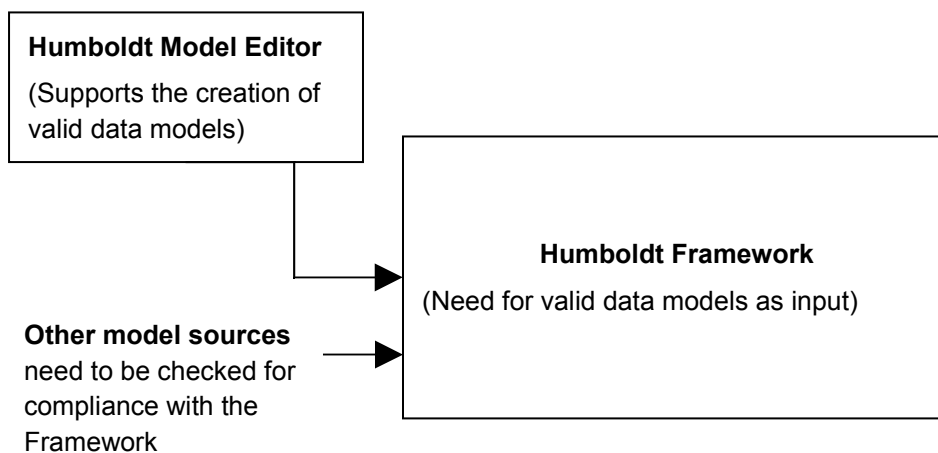 Humboldt Model Editor
(Supports the creation of
valid data models)
Humboldt Framework
(Need for valid data models as input)
Other model sources
need to be checked for
compliance with the
Framework